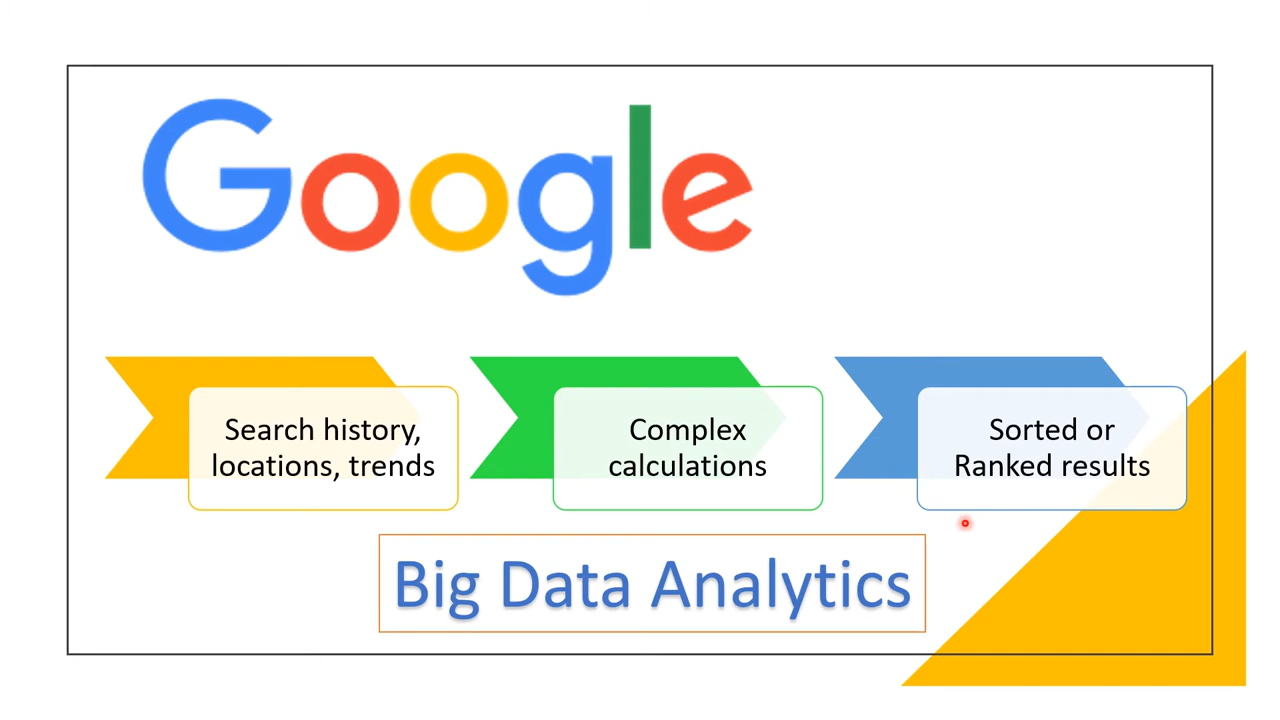 Google
Search history,
locations, trends
Complex
calculations
Sorted or
Ranked results
Big Data Analytics